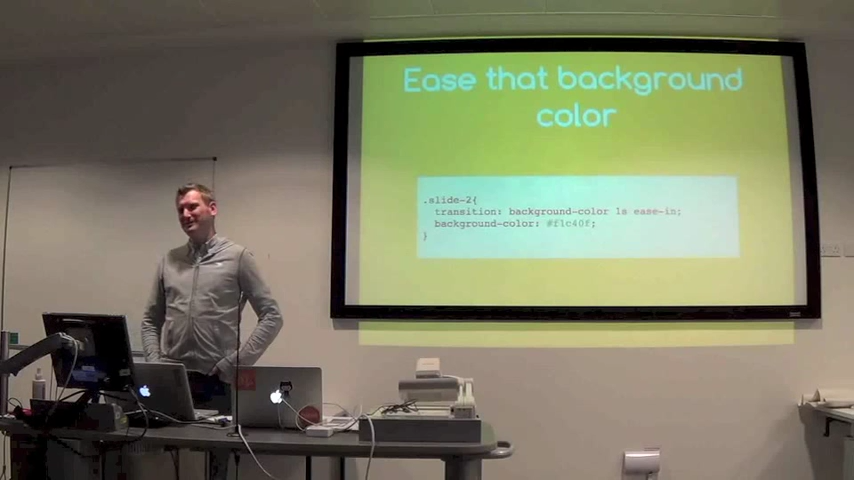 Ease that background
color
.slide-2{
transition: background-color 1s ease-in;
background-color: #f1c40f;
}